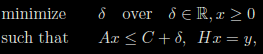 minimize δ over δ ∈ ℝ, x ≥ 0
such that Ax ≤ C + δ, Hx = y,